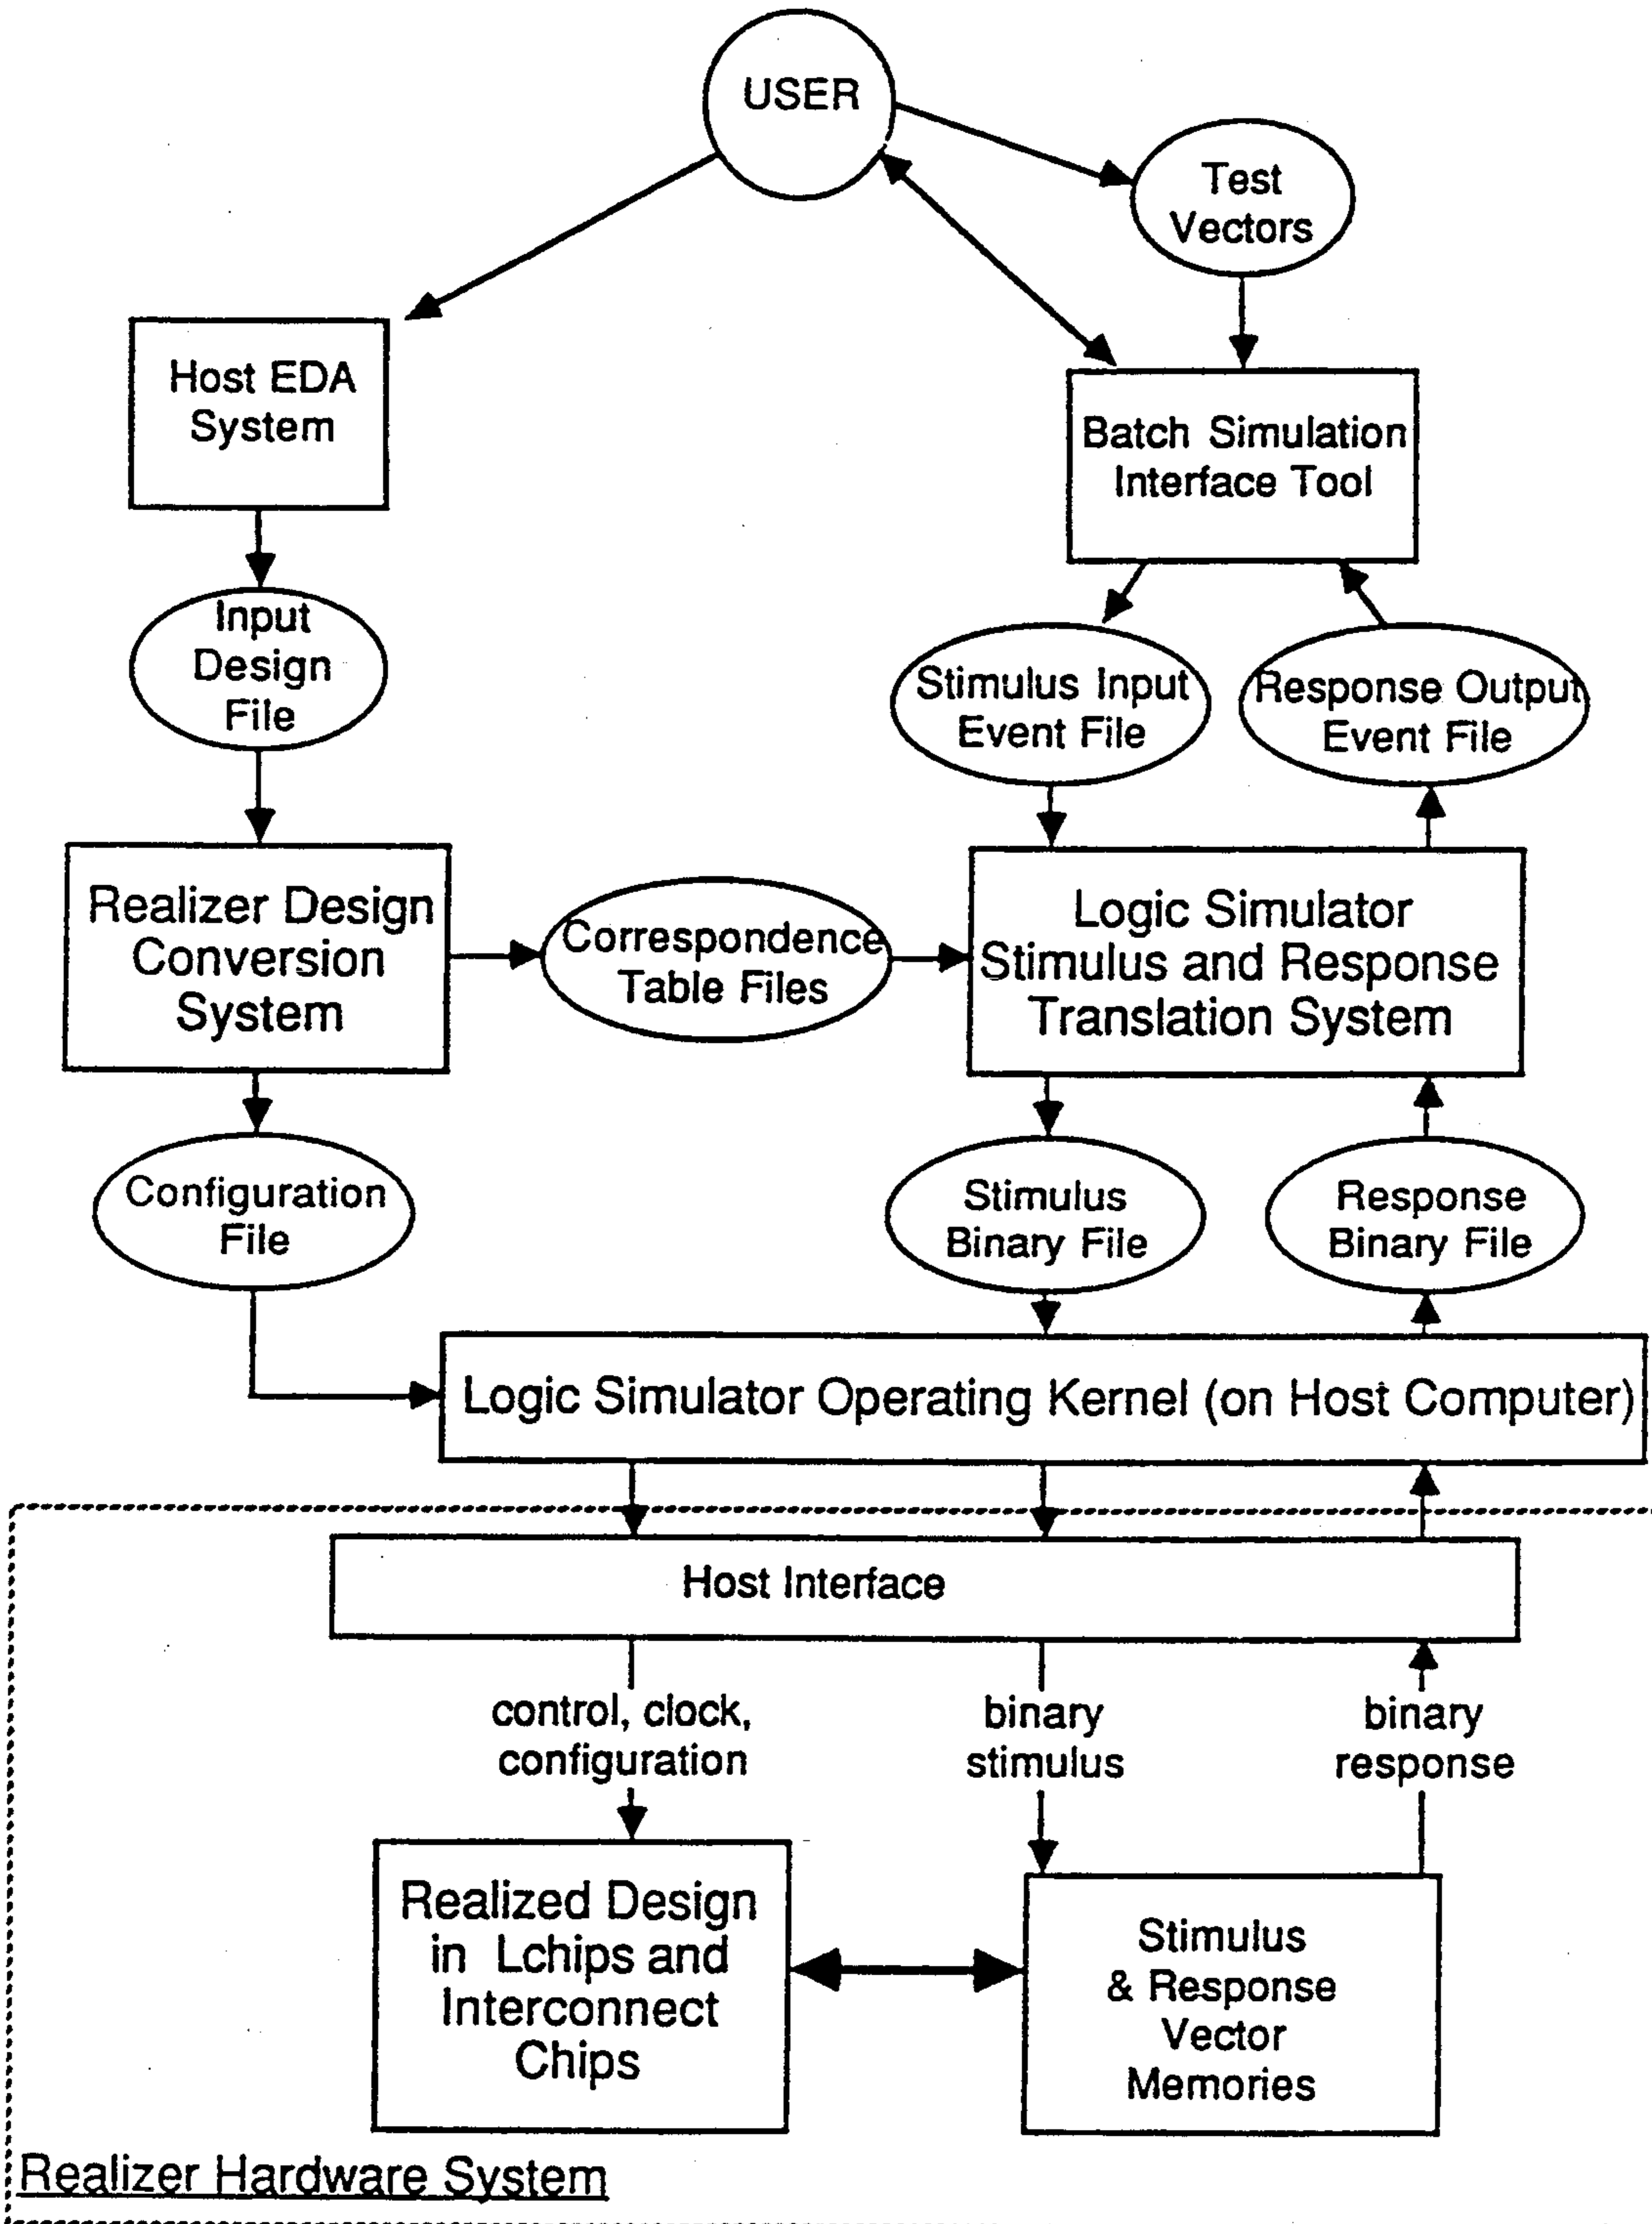 USER
Test
Vectors
Host EDA
System
Batch Simulation
Interface Tool
Input
Design
File
Stimulus Input
Event File
Response Output
Event File
Realizer Design
Conversion
System
Correspondence
Table Files
Logic Simulator
Stimulus and Response
Translation System
Configuration
File
Stimulus
Binary File
Response
Binary File
Logic Simulator Operating Kernel (on Host Computer)
Host Interface
control, clock,
configuration
binary
stimulus
binary
response
Realized Design
in Lchips and
Interconnect
Chips
Stimulus
& Response
Vector
Memories
Realizer Hardware System